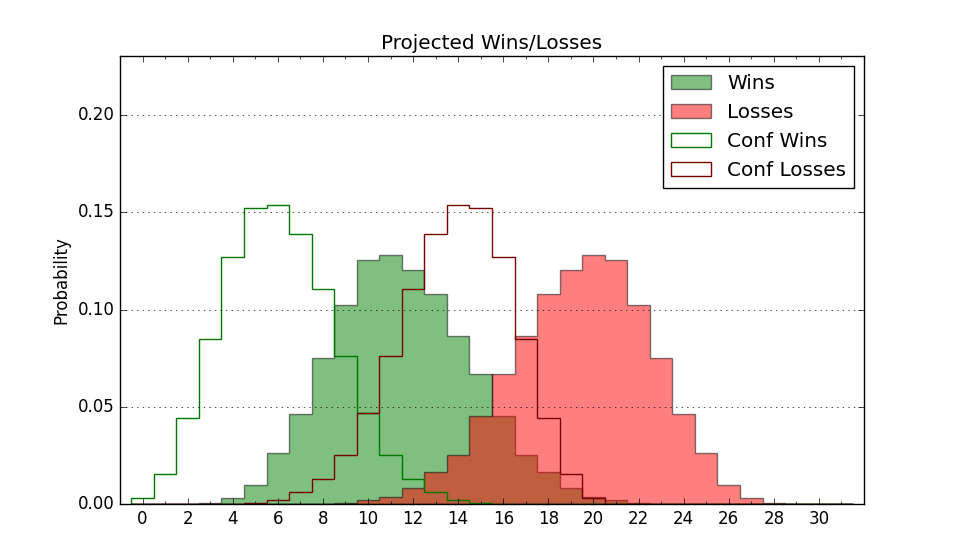 Projected Wins/Losses
Wins
Losses
Conf Wins
Conf Losses
Probability
0.20
0.15
0.10
0.05
0.00
0 2 4 6 8 10 12 14 16 18 20 22 24 26 28 30